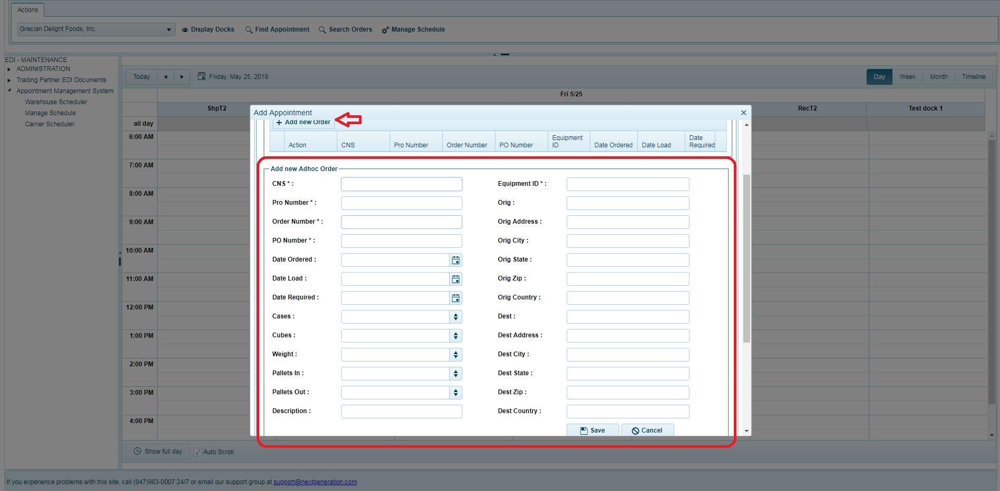 Actions
Grecian Delight Foods, Inc. Display Docks Find Appointment Search Orders Manage Schedule
EDI - MAINTENANCE
ADMINISTRATION
Trading Partner EDI Documents
Appointment Management System
Warehouse Scheduler
Manage Schedule
Carrier Scheduler
Today Friday, May 25, 2018 Day Week Month Timeline
Fri 5/25
ShpT2 RecT2 Test dock 1
all day
6:00 AM
7:00 AM
8:00 AM
9:00 AM
10:00 AM
11:00 AM
12:00 PM
1:00 PM
2:00 PM
3:00 PM
4:00 PM
Add Appointment
Add new Order
Action CNS Pro Number Order Number PO Number Equipment ID Date Ordered Date Load Date Required
Add new Adhoc Order
CNS * : Equipment ID * :
Pro Number * : Orig :
Order Number * : Orig Address :
PO Number * : Orig City :
Date Ordered : Orig State :
Date Load : Orig Zip :
Date Required : Orig Country :
Cases : Dest :
Cubes : Dest Address :
Weight : Dest City :
Pallets In : Dest State :
Pallets Out : Dest Zip :
Description : Dest Country :
Save Cancel
Show full day Auto Scroll
If you experience problems with this site, call (847)963-0007 24/7 or email our support group at support@nextgeneration.com